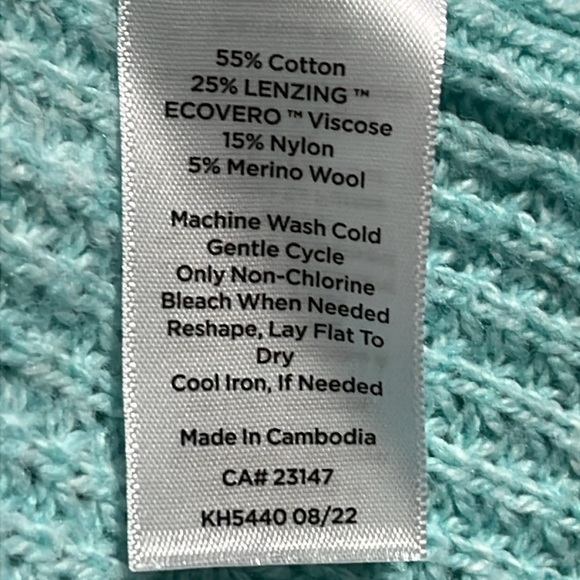 55% Cotton
25% LENZING ™
ECOVERO ™ Viscose
15% Nylon
5% Merino Wool
Machine Wash Cold
Gentle Cycle
Only Non-Chlorine
Bleach When Needed
Reshape, Lay Flat To
Dry
Cool Iron, If Needed
Made In Cambodia
CA# 23147
KH5440 08/22